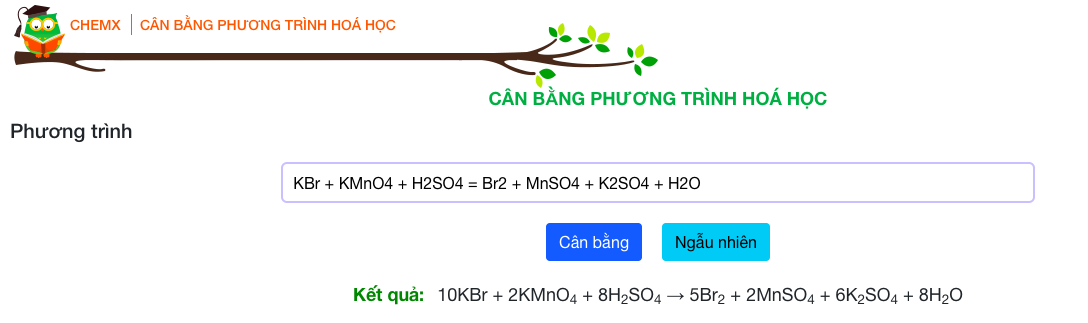 CHEMX | CÂN BẰNG PHƯƠNG TRÌNH HOÁ HỌC
CÂN BẰNG PHƯƠNG TRÌNH HOÁ HỌC
Phương trình
KBr + KMnO4 + H2SO4 = Br2 + MnSO4 + K2SO4 + H2O
Cân bằng Ngẫu nhiên
Kết quả: 10KBr + 2KMnO₄ + 8H₂SO₄ → 5Br₂ + 2MnSO₄ + 6K₂SO₄ + 8H₂O